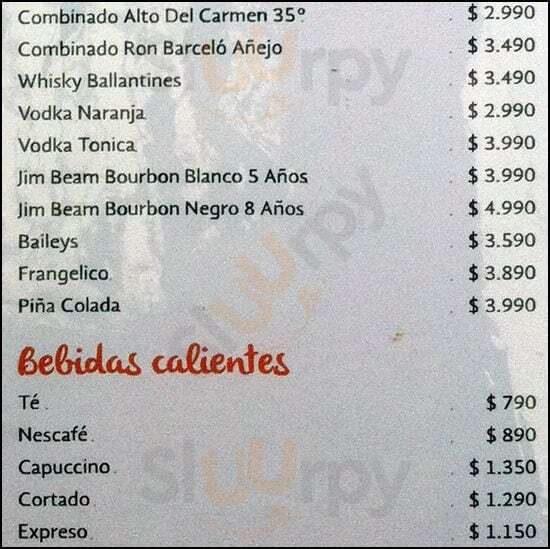 Combinado Alto Del Carmen 35° $ 2.990
Combinado Ron Barceló Añejo $ 3.490
Whisky Ballantines $ 3.490
Vodka Naranja $ 2.990
Vodka Tonica $ 3.990
Jim Beam Bourbon Blanco 5 Años $ 3.990
Jim Beam Bourbon Negro 8 Años $ 4.990
Baileys $ 3.590
Frangelico $ 3.890
Piña Colada $ 3.990
Bebidas calientes
Té $ 790
Nescafé $ 890
Capuccino $ 1.350
Cortado $ 1.290
Expreso $ 1.150
sluurpy
sluurpy
sluurpy